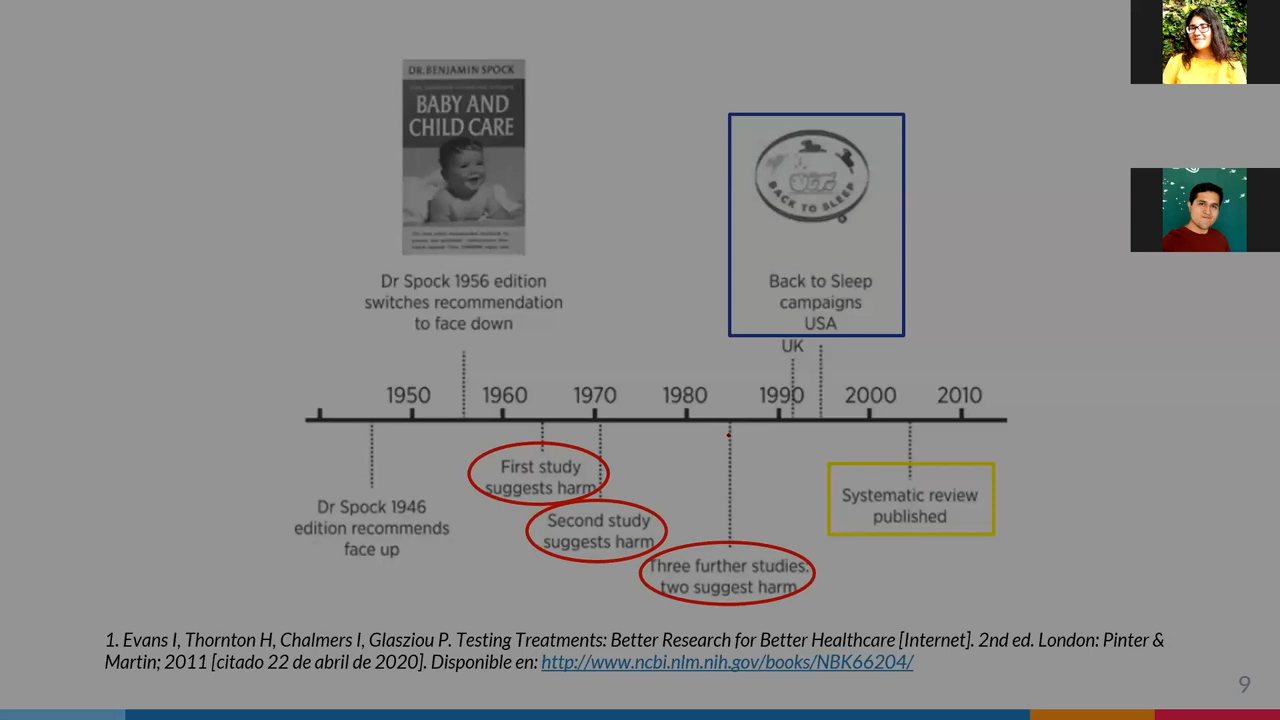 DR. BENJAMIN SPOCK
BABY AND
CHILD CARE
BACK TO SLEEP
Dr Spock 1956 edition
switches recommendation
to face down
Back to Sleep
campaigns
USA
UK
1950 1960 1970 1980 1990 2000 2010
First study
suggests harm
Second study
suggests harm
Three further studies:
two suggest harm
Systematic review
published
Dr Spock 1946
edition recommends
face up
1. Evans I, Thornton H, Chalmers I, Glasziou P. Testing Treatments: Better Research for Better Healthcare [Internet]. 2nd ed. London: Pinter &
Martin; 2011 [citado 22 de abril de 2020]. Disponible en: http://www.ncbi.nlm.nih.gov/books/NBK66204/
9